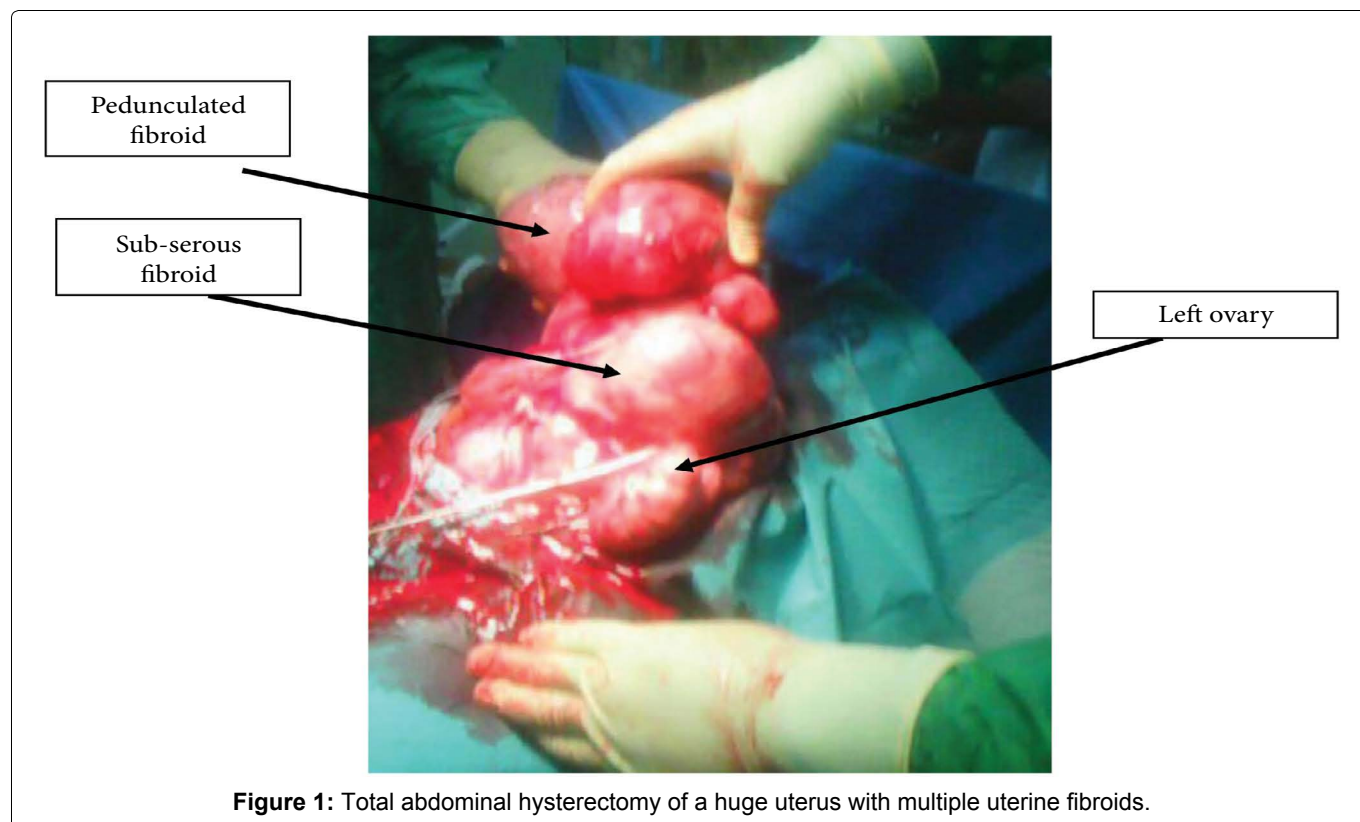 Pedunculated
fibroid
Sub-serous
fibroid
Left ovary
Figure 1: Total abdominal hysterectomy of a huge uterus with multiple uterine fibroids.